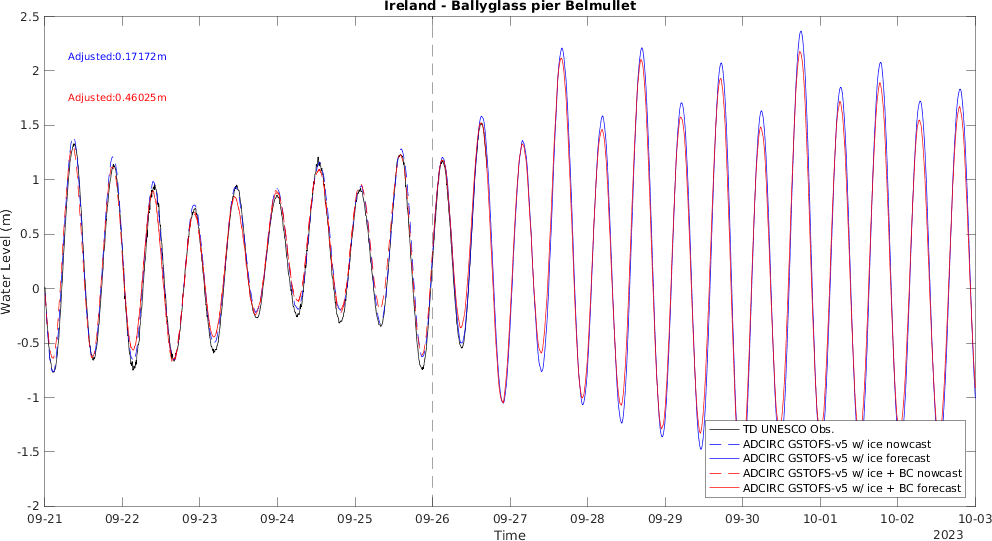 Ireland - Ballyglass pier Belmullet
Adjusted:0.17172m
Adjusted:0.46025m
Water Level (m)
2.5
2
1.5
1
0.5
0
-0.5
-1
-1.5
-2
TD UNESCO Obs.
ADCIRC GSTOFS-v5 w/ ice nowcast
ADCIRC GSTOFS-v5 w/ ice forecast
ADCIRC GSTOFS-v5 w/ ice + BC nowcast
ADCIRC GSTOFS-v5 w/ ice + BC forecast
09-21 09-22 09-23 09-24 09-25 09-26 09-27 09-28 09-29 09-30 10-01 10-02 10-03
Time
2023